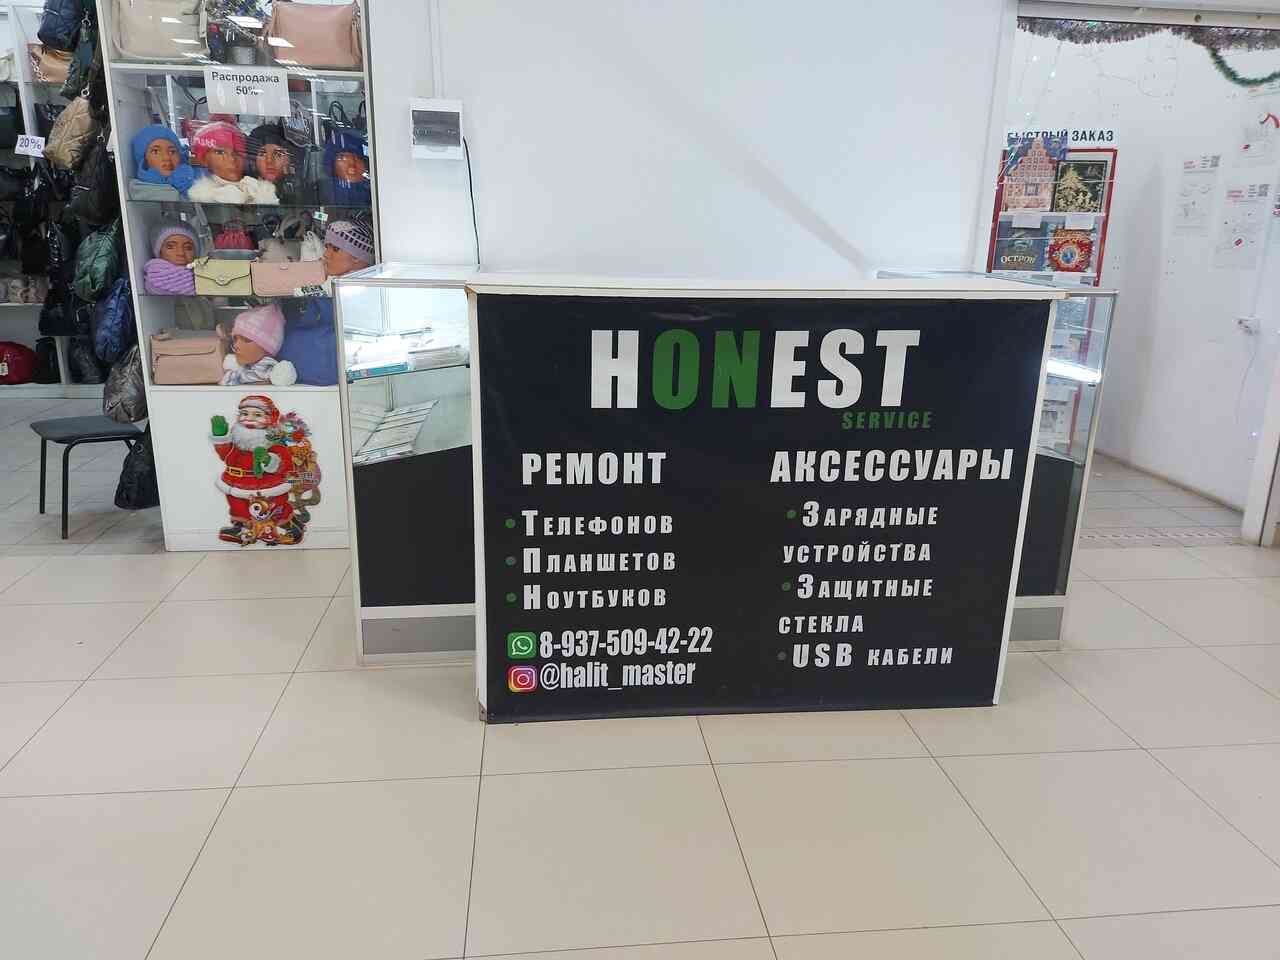 Распродажа
50%
20%
БЫСТРЫЙ ЗАКАЗ
ОСТРОВ
HONEST
SERVICE
РЕМОНТ
• ТЕЛЕФОНОВ
• ПЛАНШЕТОВ
• НОУТБУКОВ
8-937-509-42-22
@halit_master
АКСЕССУАРЫ
• ЗАРЯДНЫЕ
УСТРОЙСТВА
• ЗАЩИТНЫЕ
СТЕКЛА
• USB КАБЕЛИ